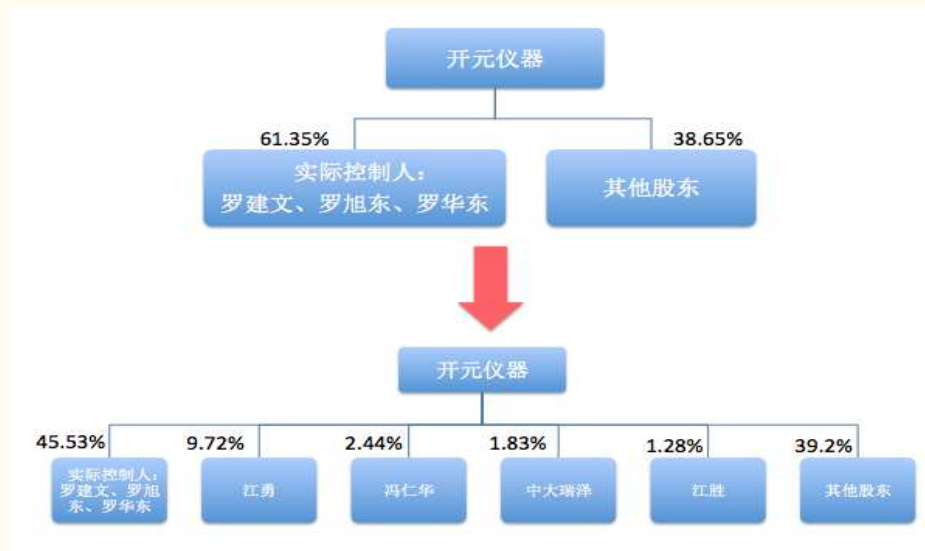 开元仪器
61.35%
38.65%
实际控制人：
罗建文、罗旭东、罗华东
其他股东
开元仪器
45.53%
9.72%
2.44%
1.83%
1.28%
39.2%
实际控制人：
罗建文、罗旭
东、罗华东
江勇
冯仁华
中大瑞泽
江胜
其他股东